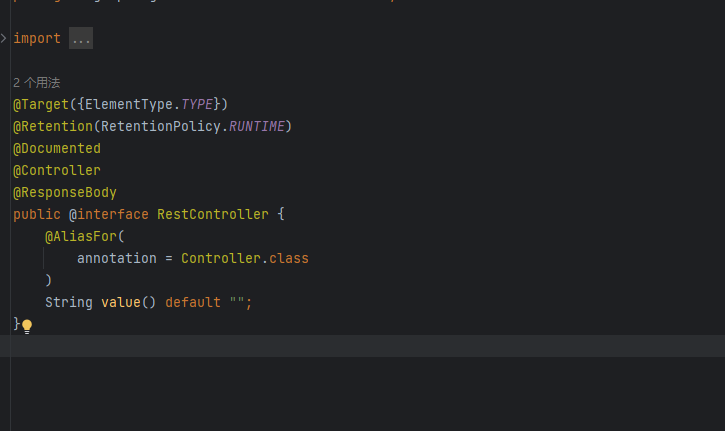 import ...
2 个用法
@Target({ElementType.TYPE})
@Retention(RetentionPolicy.RUNTIME)
@Documented
@Controller
@ResponseBody
public @interface RestController {
@AliasFor(
annotation = Controller.class
)
String value() default "";
}